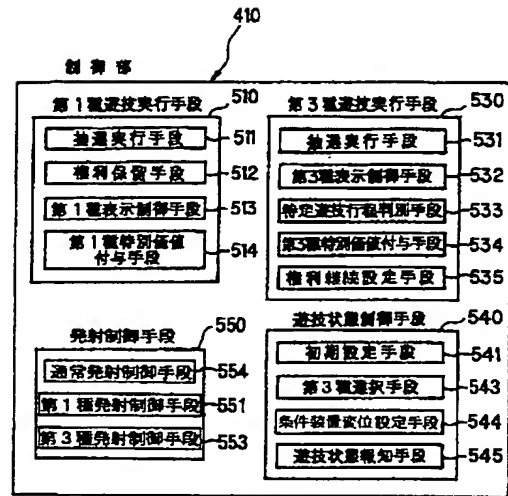 410
制御部
第1種遊技実行手段
510
抽選実行手段
511
権利保留手段
512
第1種表示制御手段
513
第1種特別価値
付与手段
514
第3種遊技実行手段
530
抽選実行手段
531
第3種表示制御手段
532
特定遊技行程判別手段
533
第3種特別価値付与手段
534
権利継続設定手段
535
発射制御手段
550
通常発射制御手段
554
第1種発射制御手段
551
第3種発射制御手段
553
遊技状態制御手段
540
初期設定手段
541
第3種選択手段
543
条件装置変位設定手段
544
遊技状態報知手段
545